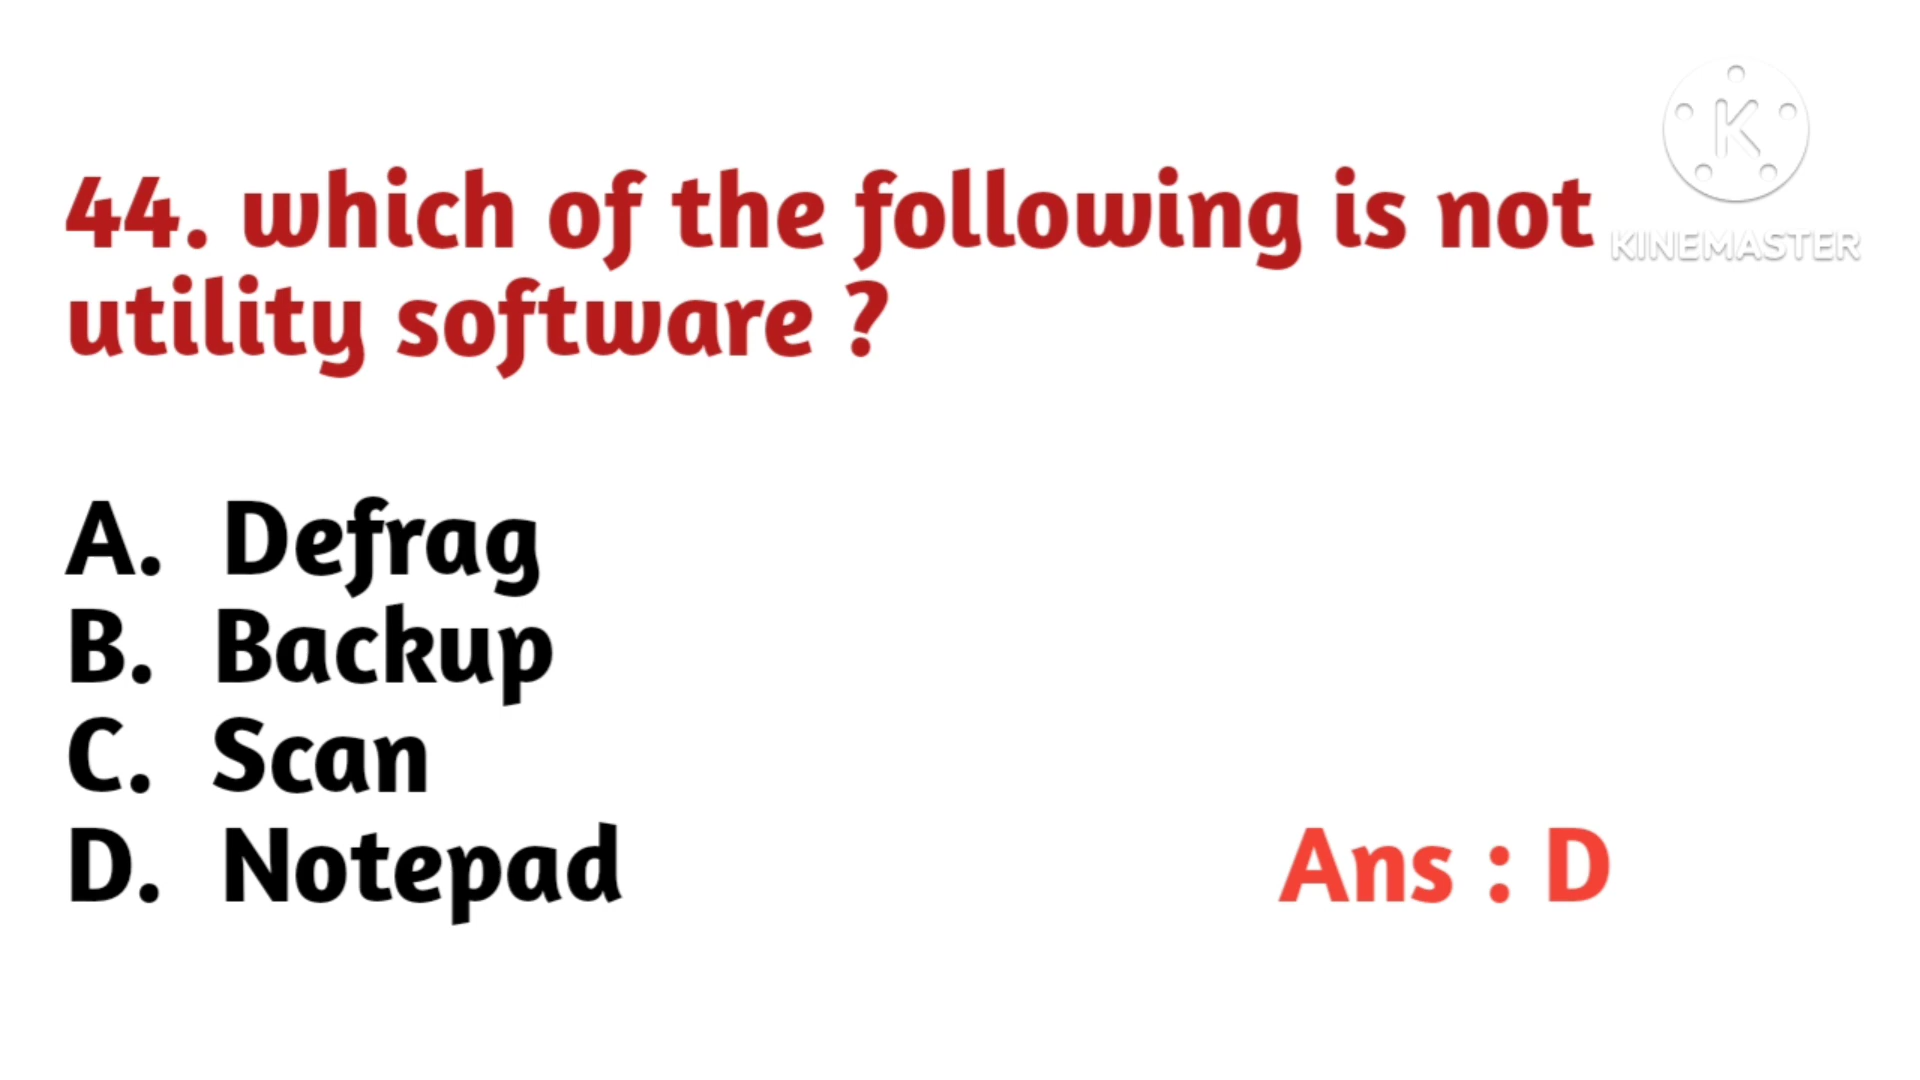 K
KINEMASTER
44. which of the following is not
utility software ?
A. Defrag
B. Backup
C. Scan
D. Notepad
Ans : D